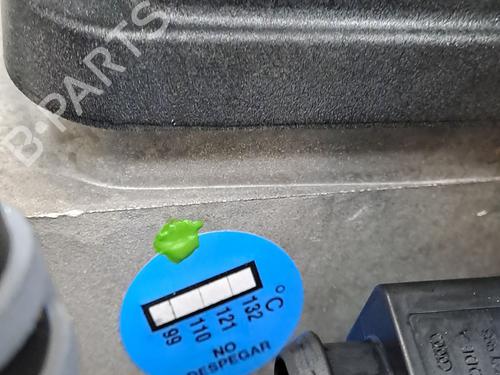 B-PARTS
°C
132
121
110
99
NO
DESPEGAR